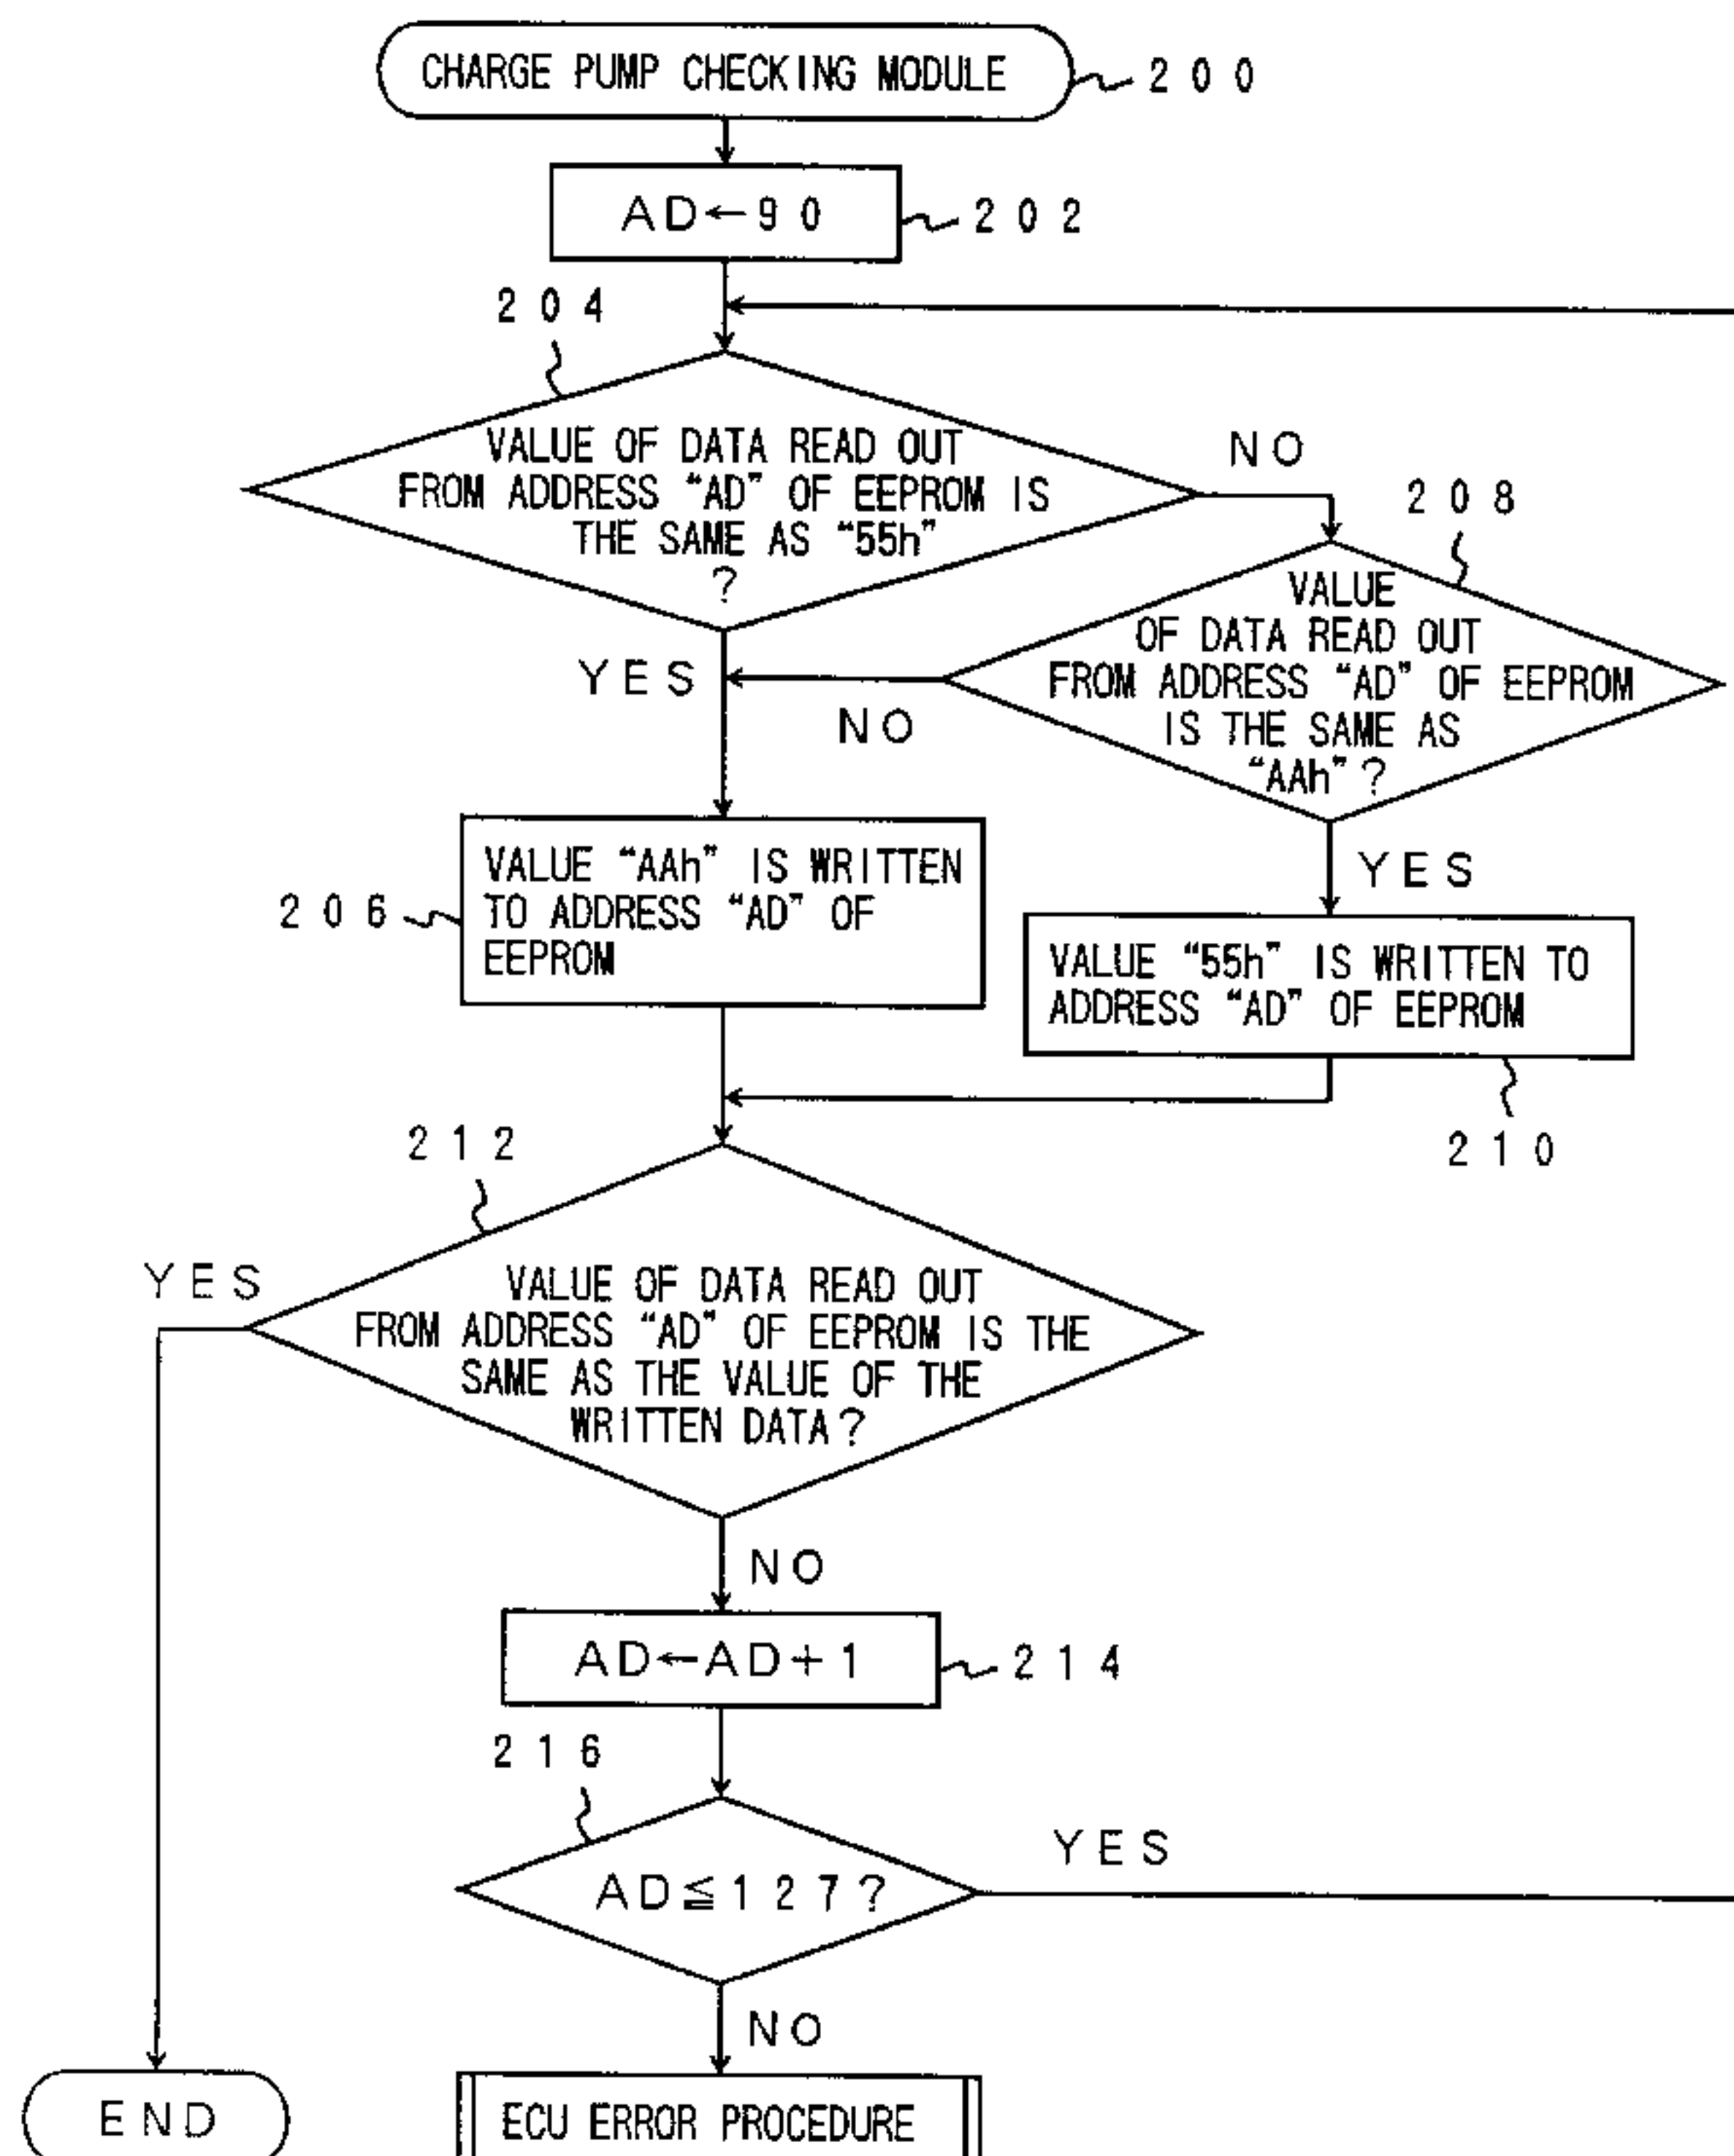 CHARGE PUMP CHECKING MODULE
200
AD←90
202
204
VALUE OF DATA READ OUT
FROM ADDRESS “AD” OF EEPROM IS
THE SAME AS “55h”
?
NO
YES
208
VALUE
OF DATA READ OUT
FROM ADDRESS “AD” OF EEPROM
IS THE SAME AS
“AAh”?
NO
YES
206
VALUE “AAh” IS WRITTEN
TO ADDRESS “AD” OF
EEPROM
VALUE “55h” IS WRITTEN TO
ADDRESS “AD” OF EEPROM
210
212
YES
VALUE OF DATA READ OUT
FROM ADDRESS “AD” OF EEPROM IS THE
SAME AS THE VALUE OF THE
WRITTEN DATA?
NO
AD←AD+1
214
216
AD≦127?
YES
NO
END
ECU ERROR PROCEDURE